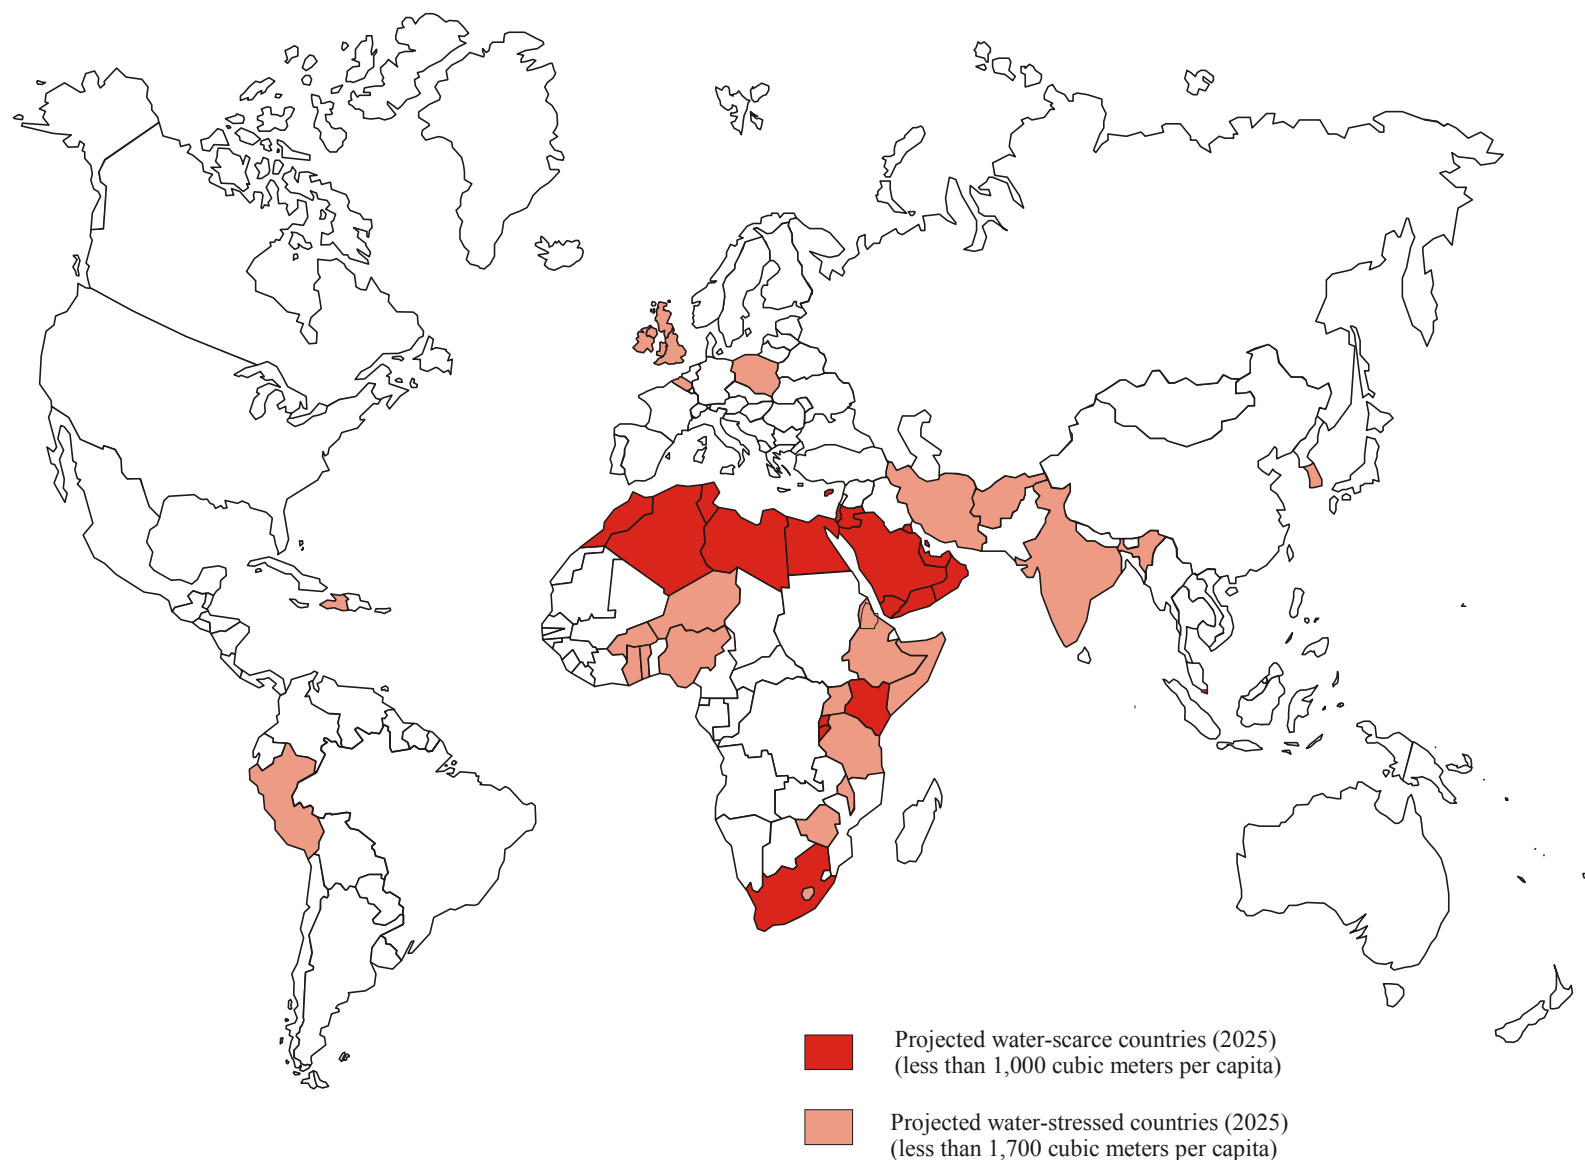 Projected water-scarce countries (2025)
(less than 1,000 cubic meters per capita)
Projected water-stressed countries (2025)
(less than 1,700 cubic meters per capita)